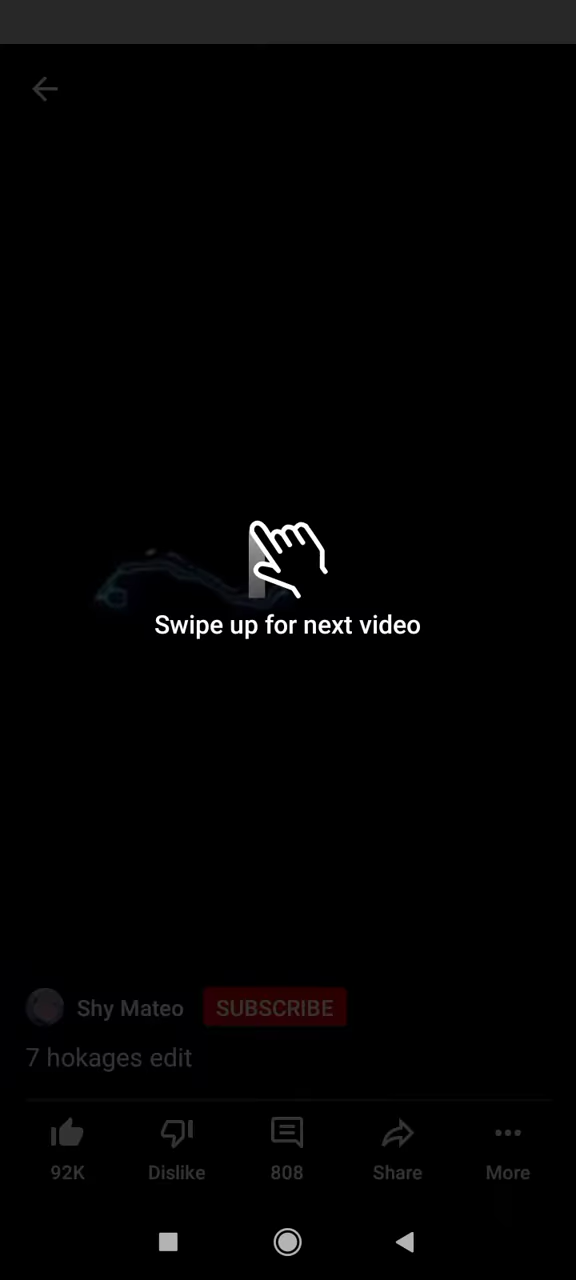 Swipe up for next video
Shy Mateo SUBSCRIBE
7 hokages edit
92K Dislike 808 Share More